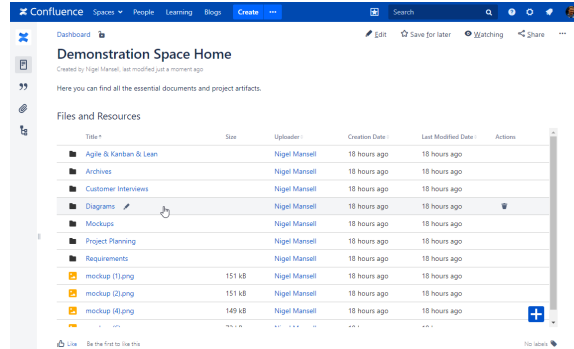 Confluence Spaces People Learning Blogs Create ... Search
Dashboard
Edit Save for later Watching Share ...
Demonstration Space Home
Created by Nigel Mansell, last modified just a moment ago
Here you can find all the essential documents and project artifacts.
Files and Resources
Title Size Uploader Creation Date Last Modified Date Actions
Agile & Kanban & Lean Nigel Mansell 18 hours ago 18 hours ago
Archives Nigel Mansell 18 hours ago 18 hours ago
Customer Interviews Nigel Mansell 18 hours ago 18 hours ago
Diagrams Nigel Mansell 18 hours ago 18 hours ago
Mockups Nigel Mansell 18 hours ago 18 hours ago
Project Planning Nigel Mansell 18 hours ago 18 hours ago
Requirements Nigel Mansell 18 hours ago 18 hours ago
mockup (1).png 151 kB Nigel Mansell 18 hours ago 18 hours ago
mockup (2).png 151 kB Nigel Mansell 18 hours ago 18 hours ago
mockup (4).png 149 kB Nigel Mansell 18 hours ago 18 hours ago
Like Be the first to like this No labels